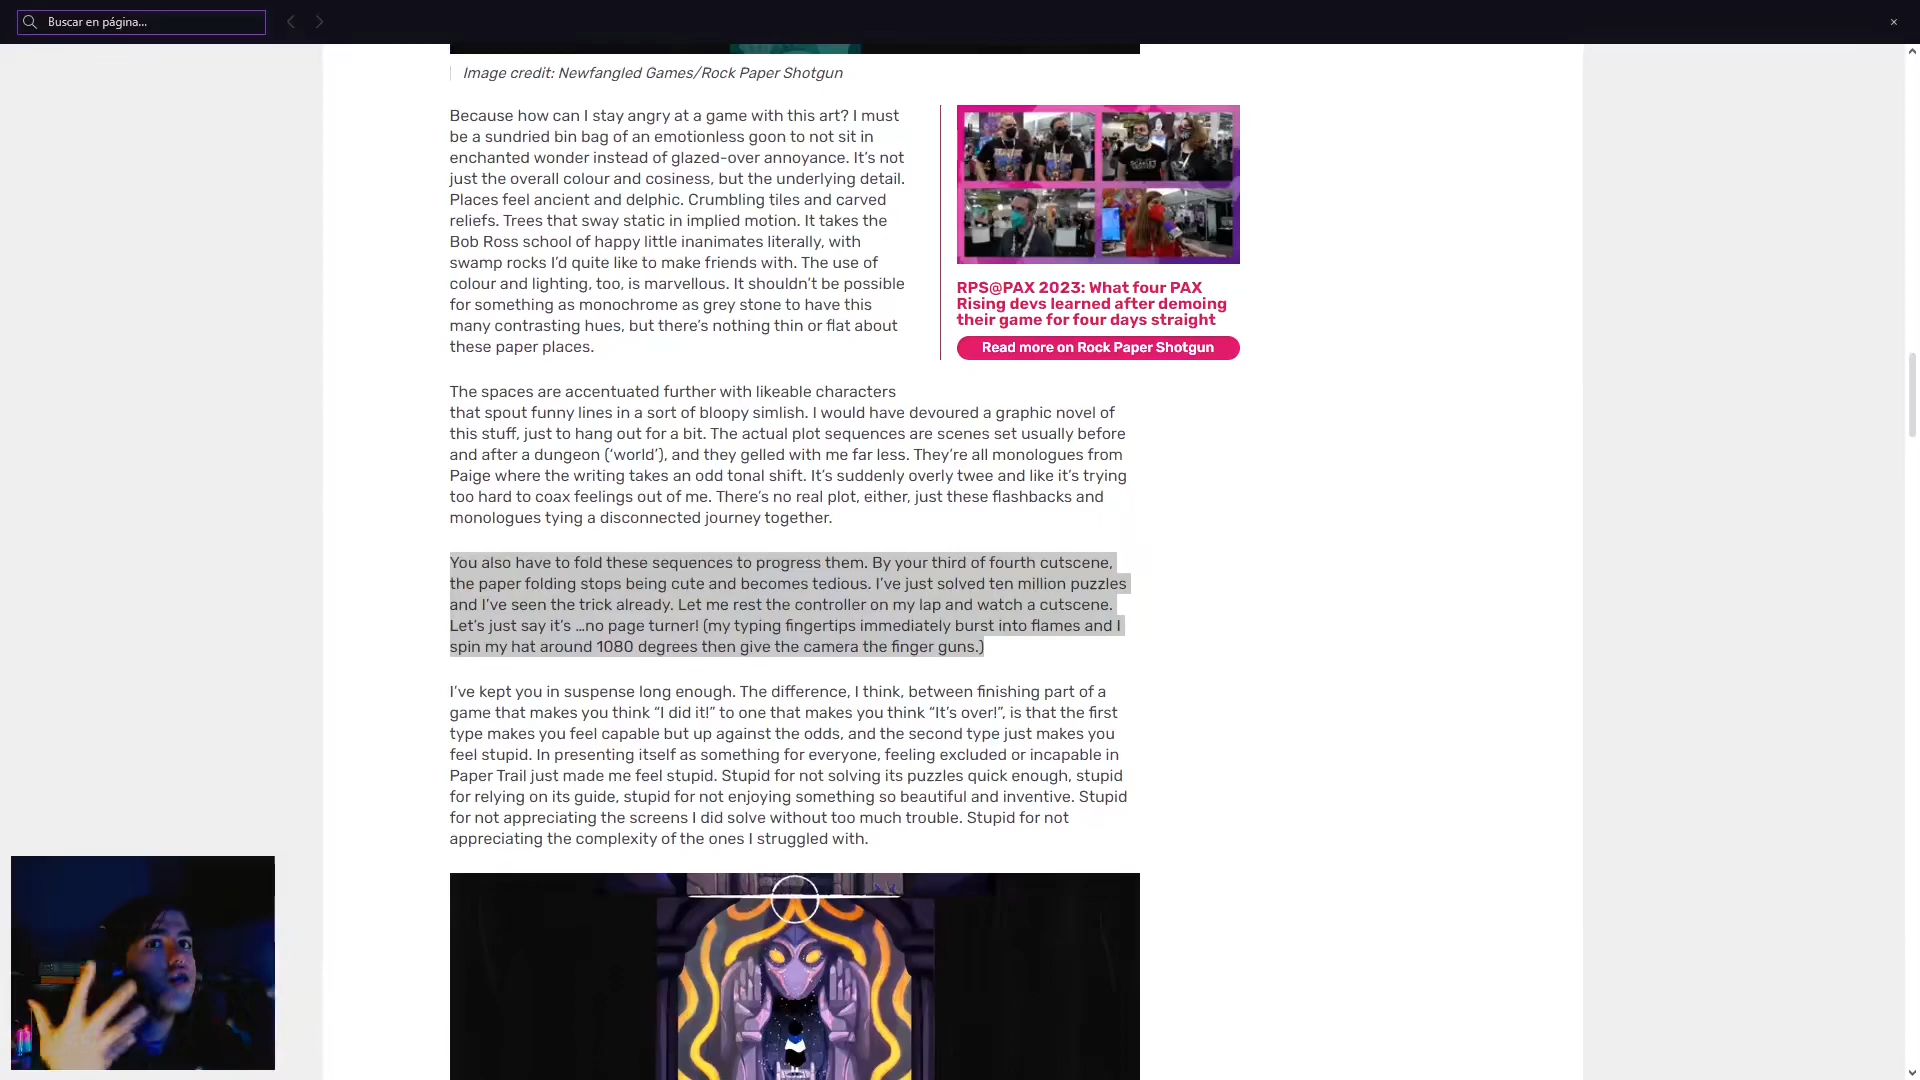 Buscar en página...
Image credit: Newfangled Games/Rock Paper Shotgun
Because how can I stay angry at a game with this art? I must
be a sundried bin bag of an emotionless goon to not sit in
enchanted wonder instead of glazed-over annoyance. It’s not
just the overall colour and cosiness, but the underlying detail.
Places feel ancient and delphic. Crumbling tiles and carved
reliefs. Trees that sway static in implied motion. It takes the
Bob Ross school of happy little inanimates literally, with
swamp rocks I’d quite like to make friends with. The use of
colour and lighting, too, is marvellous. It shouldn’t be possible
for something as monochrome as grey stone to have this
many contrasting hues, but there’s nothing thin or flat about
these paper places.
RPS@PAX 2023: What four PAX
Rising devs learned after demoing
their game for four days straight
Read more on Rock Paper Shotgun
The spaces are accentuated further with likeable characters
that spout funny lines in a sort of bloopy simlish. I would have devoured a graphic novel of
this stuff, just to hang out for a bit. The actual plot sequences are scenes set usually before
and after a dungeon (‘world’), and they gelled with me far less. They’re all monologues from
Paige where the writing takes an odd tonal shift. It’s suddenly overly twee and like it’s trying
too hard to coax feelings out of me. There’s no real plot, either, just these flashbacks and
monologues tying a disconnected journey together.
You also have to fold these sequences to progress them. By your third of fourth cutscene,
the paper folding stops being cute and becomes tedious. I’ve just solved ten million puzzles
and I’ve seen the trick already. Let me rest the controller on my lap and watch a cutscene.
Let’s just say it’s …no page turner! (my typing fingertips immediately burst into flames and I
spin my hat around 1080 degrees then give the camera the finger guns.)
I’ve kept you in suspense long enough. The difference, I think, between finishing part of a
game that makes you think “I did it!” to one that makes you think “It’s over!”, is that the first
type makes you feel capable but up against the odds, and the second type just makes you
feel stupid. In presenting itself as something for everyone, feeling excluded or incapable in
Paper Trail just made me feel stupid. Stupid for not solving its puzzles quick enough, stupid
for relying on its guide, stupid for not enjoying something so beautiful and inventive. Stupid
for not appreciating the screens I did solve without too much trouble. Stupid for not
appreciating the complexity of the ones I struggled with.